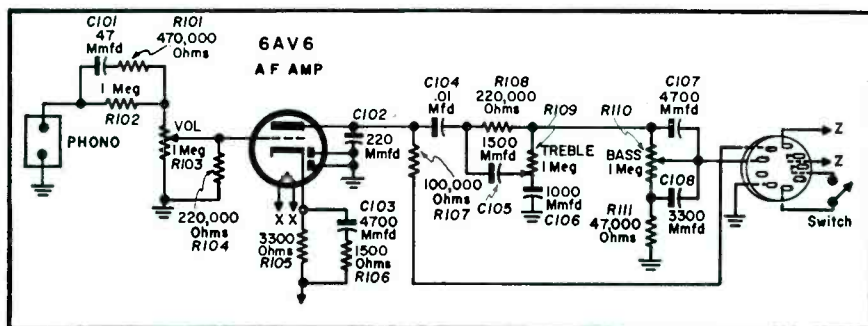 C101
47
Mmfd
R101
470,000
Ohms
1 Meg
R102
PHONO
VOL
1 Meg
R103
220,000
Ohms
R104
6AV6
AF AMP
X X
C102
220
Mmfd
C103
4700
Mmfd
3300
Ohms
R105
1500
Ohms
R106
C104
.01
Mfd
100,000
Ohms
R107
R108
220,000
Ohms
1500
Mmfd
C105
R109
TREBLE
1 Meg
1000
Mmfd
C106
R110
BASS
1 Meg
C107
4700
Mmfd
C108
3300
Mmfd
R111
47,000
Ohms
Z
Z
Switch